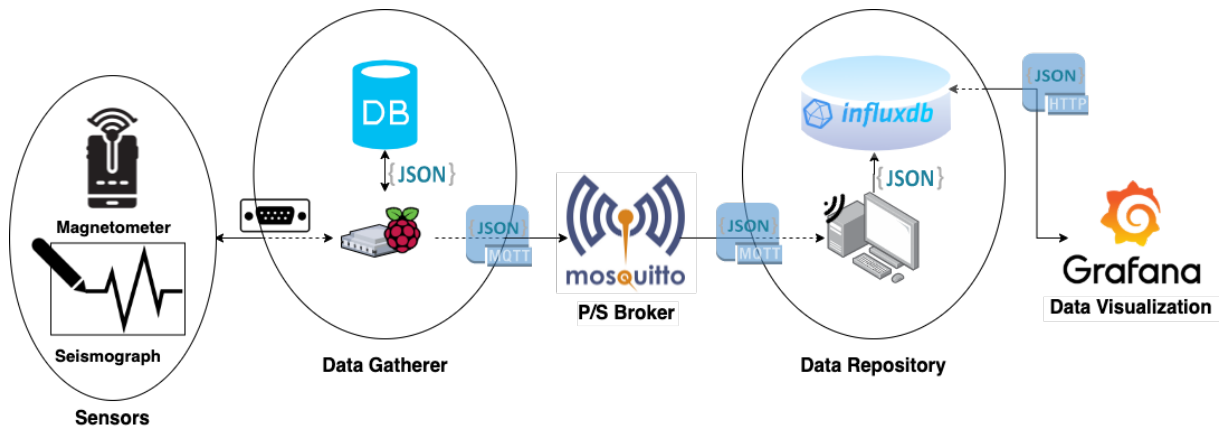 Magnetometer
Seismograph
Sensors
DB
{JSON}
Data Gatherer
{JSON}
MQTT
mosquitto
P/S Broker
{JSON}
MQTT
influxdb
{JSON}
Data Repository
{JSON}
HTTP
Grafana
Data Visualization